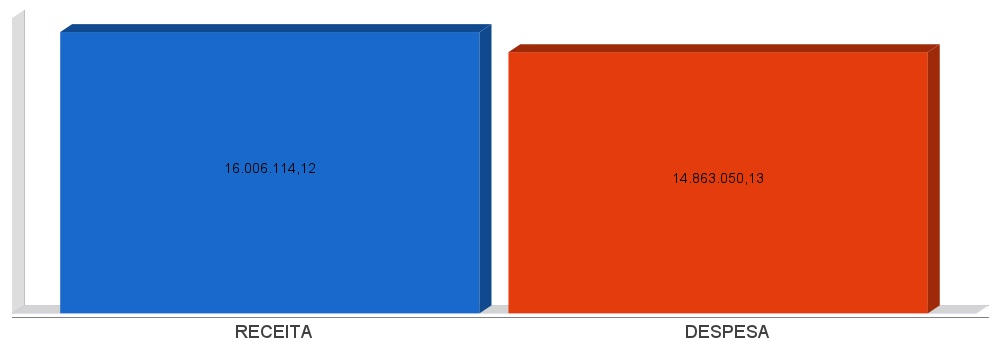 16.006.114,12
14.863.050,13
RECEITA
DESPESA